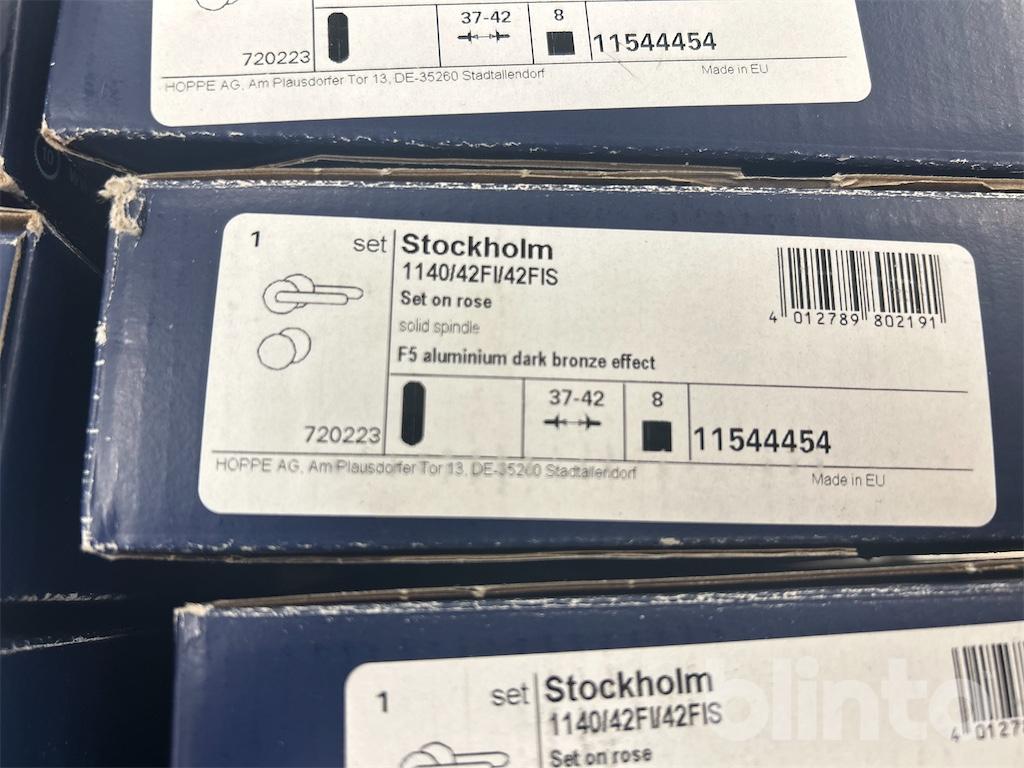 37-42 8
720223 11544454
HOPPE AG, Am Plausdorfer Tor 13, DE-35260 Stadtallendorf Made in EU
1 set Stockholm
1140/42FI/42FIS
Set on rose
solid spindle
4 012789 802191
F5 aluminium dark bronze effect
37-42 8
720223 11544454
HOPPE AG, Am Plausdorfer Tor 13, DE-35260 Stadtallendorf
Made in EU
1 set Stockholm
1140/42FI/42FIS
Set on rose
blinto